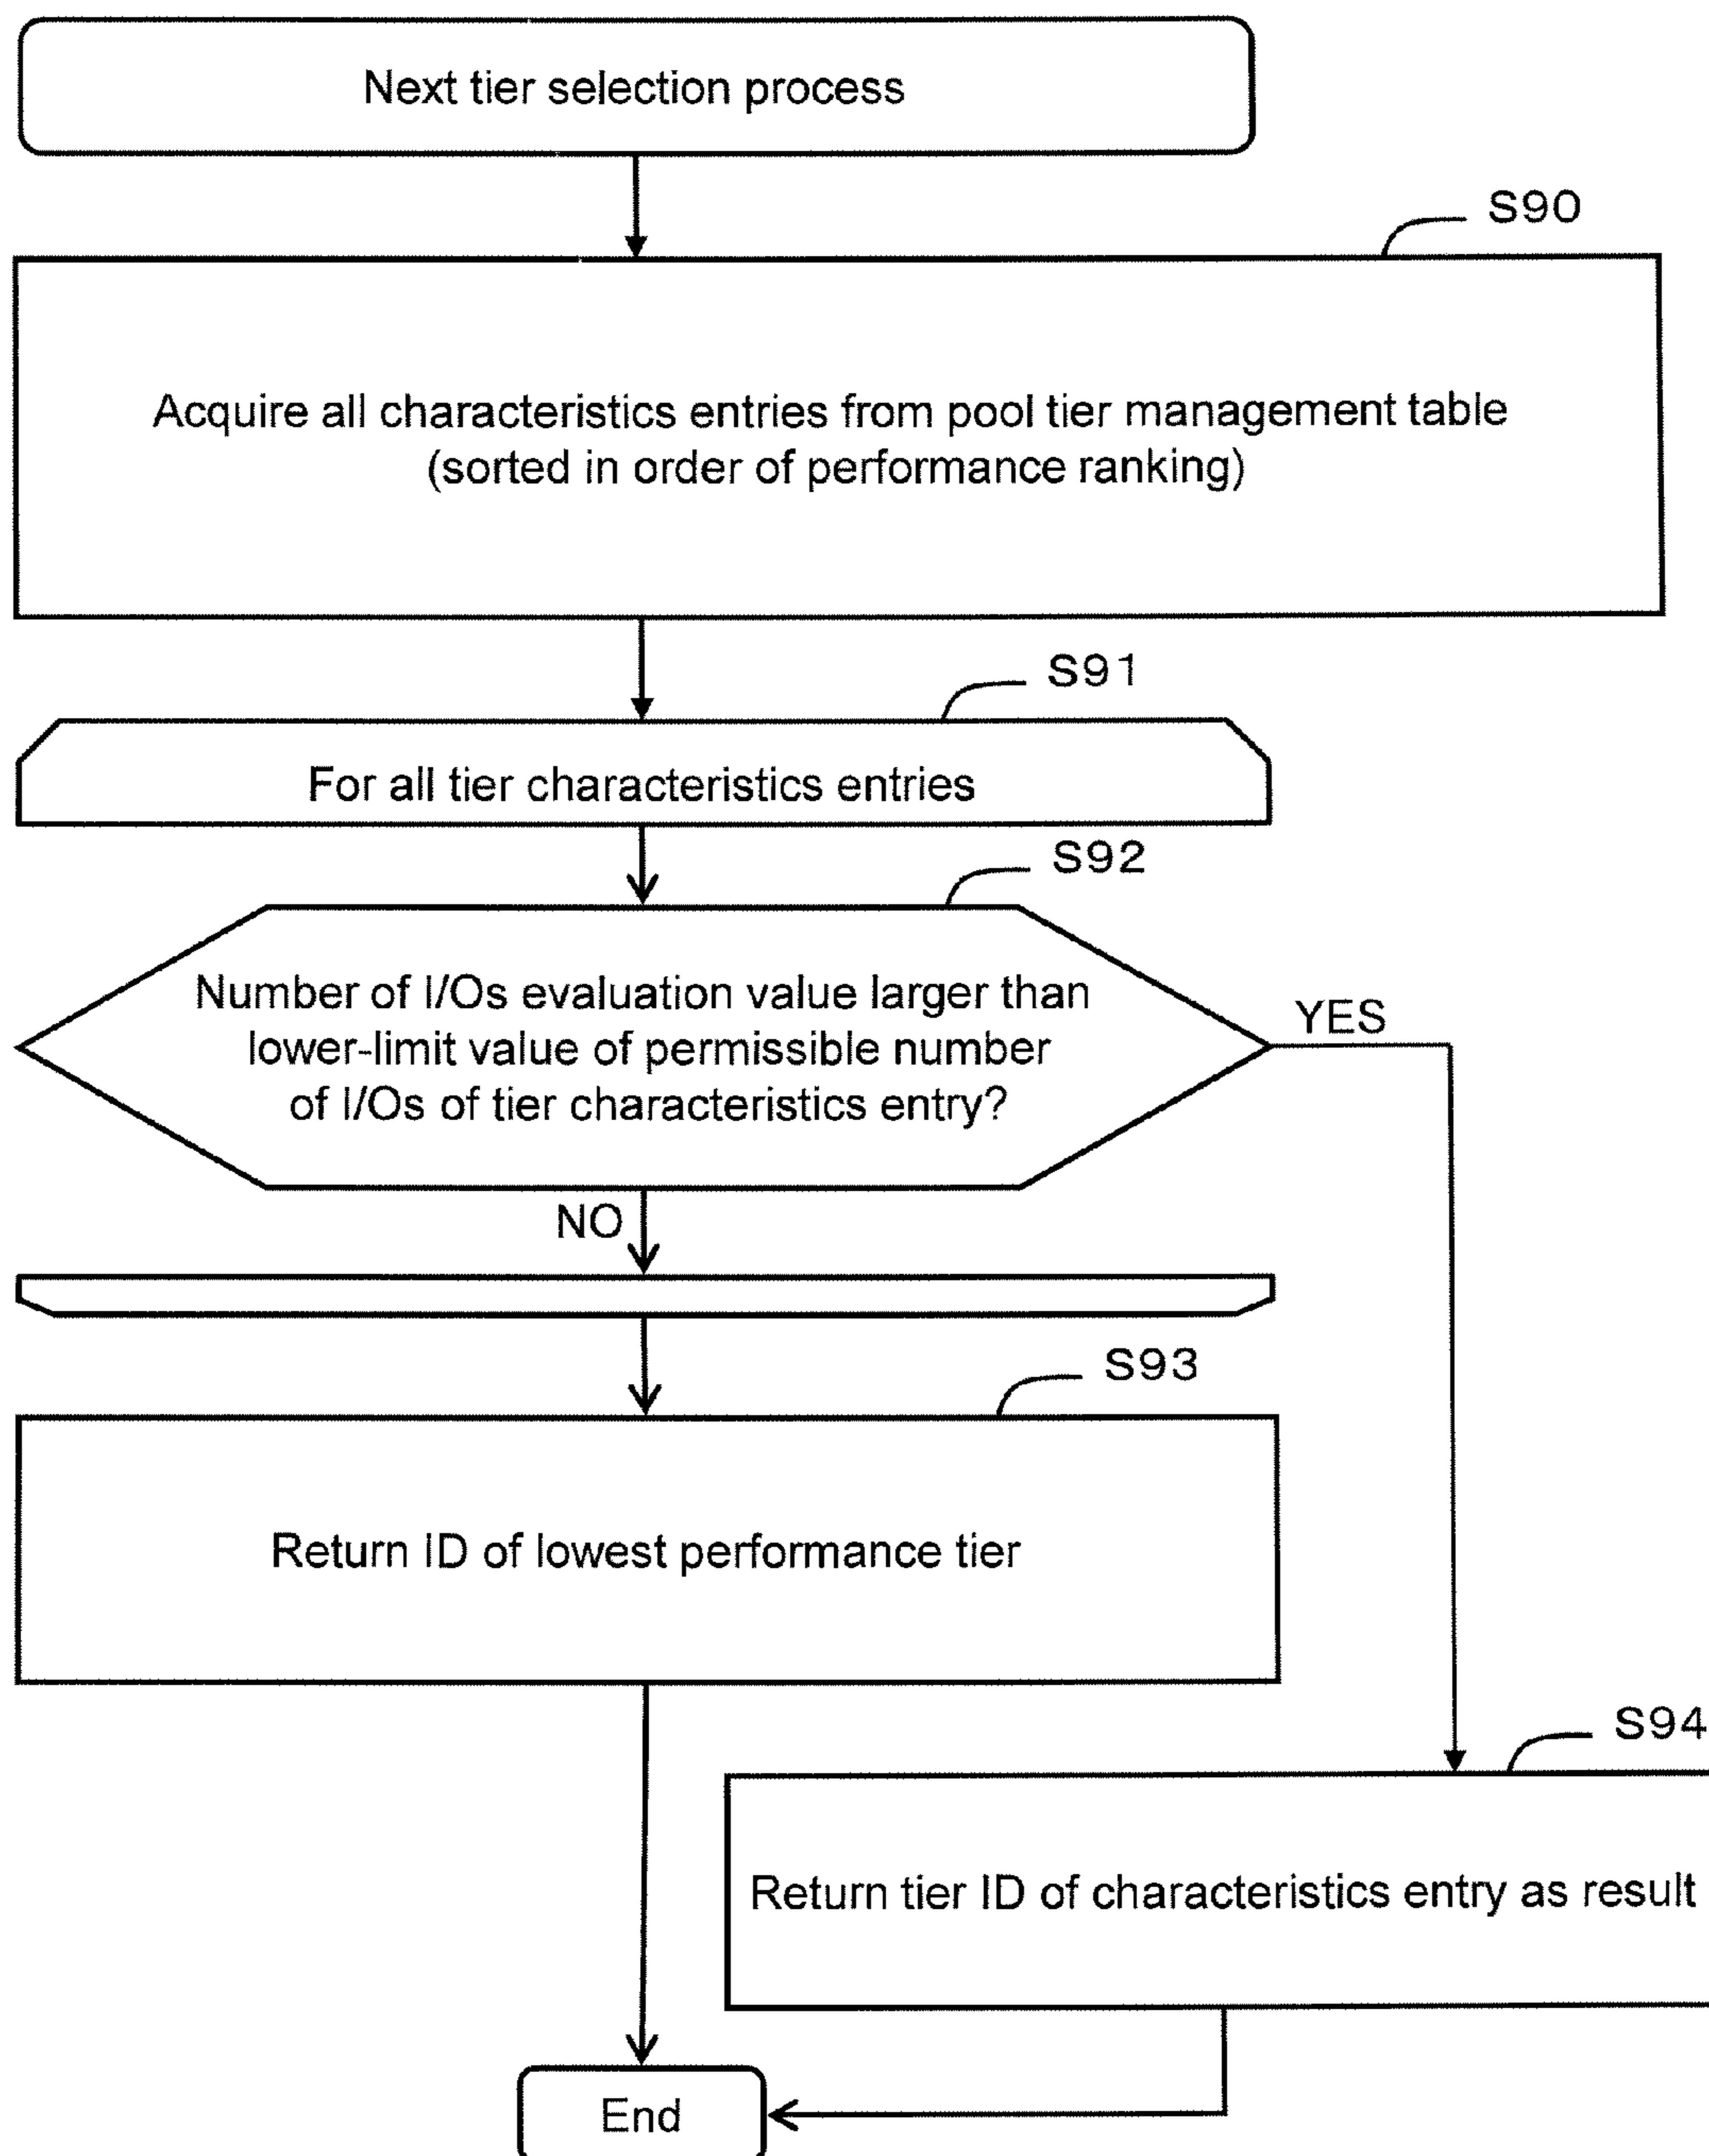 Next tier selection process
S90
Acquire all characteristics entries from pool tier management table
(sorted in order of performance ranking)
S91
For all tier characteristics entries
S92
Number of I/Os evaluation value larger than
lower-limit value of permissible number
of I/Os of tier characteristics entry?
YES
NO
S93
Return ID of lowest performance tier
S94
Return tier ID of characteristics entry as result
End